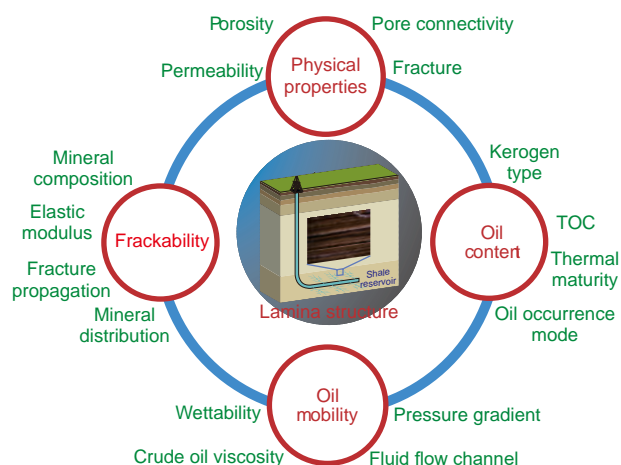 Porosity
Pore connectivity
Permeability
Physical
properties
Fracture
Mineral
composition
Elastic
modulus
Frackability
Fracture
propagation
Mineral
distribution
Kerogen
type
Oil
content
TOC
Thermal
maturity
Oil occurrence
mode
Shale
reservoir
Lamina structure
Wettability
Oil
mobility
Pressure gradient
Crude oil viscosity
Fluid flow channel